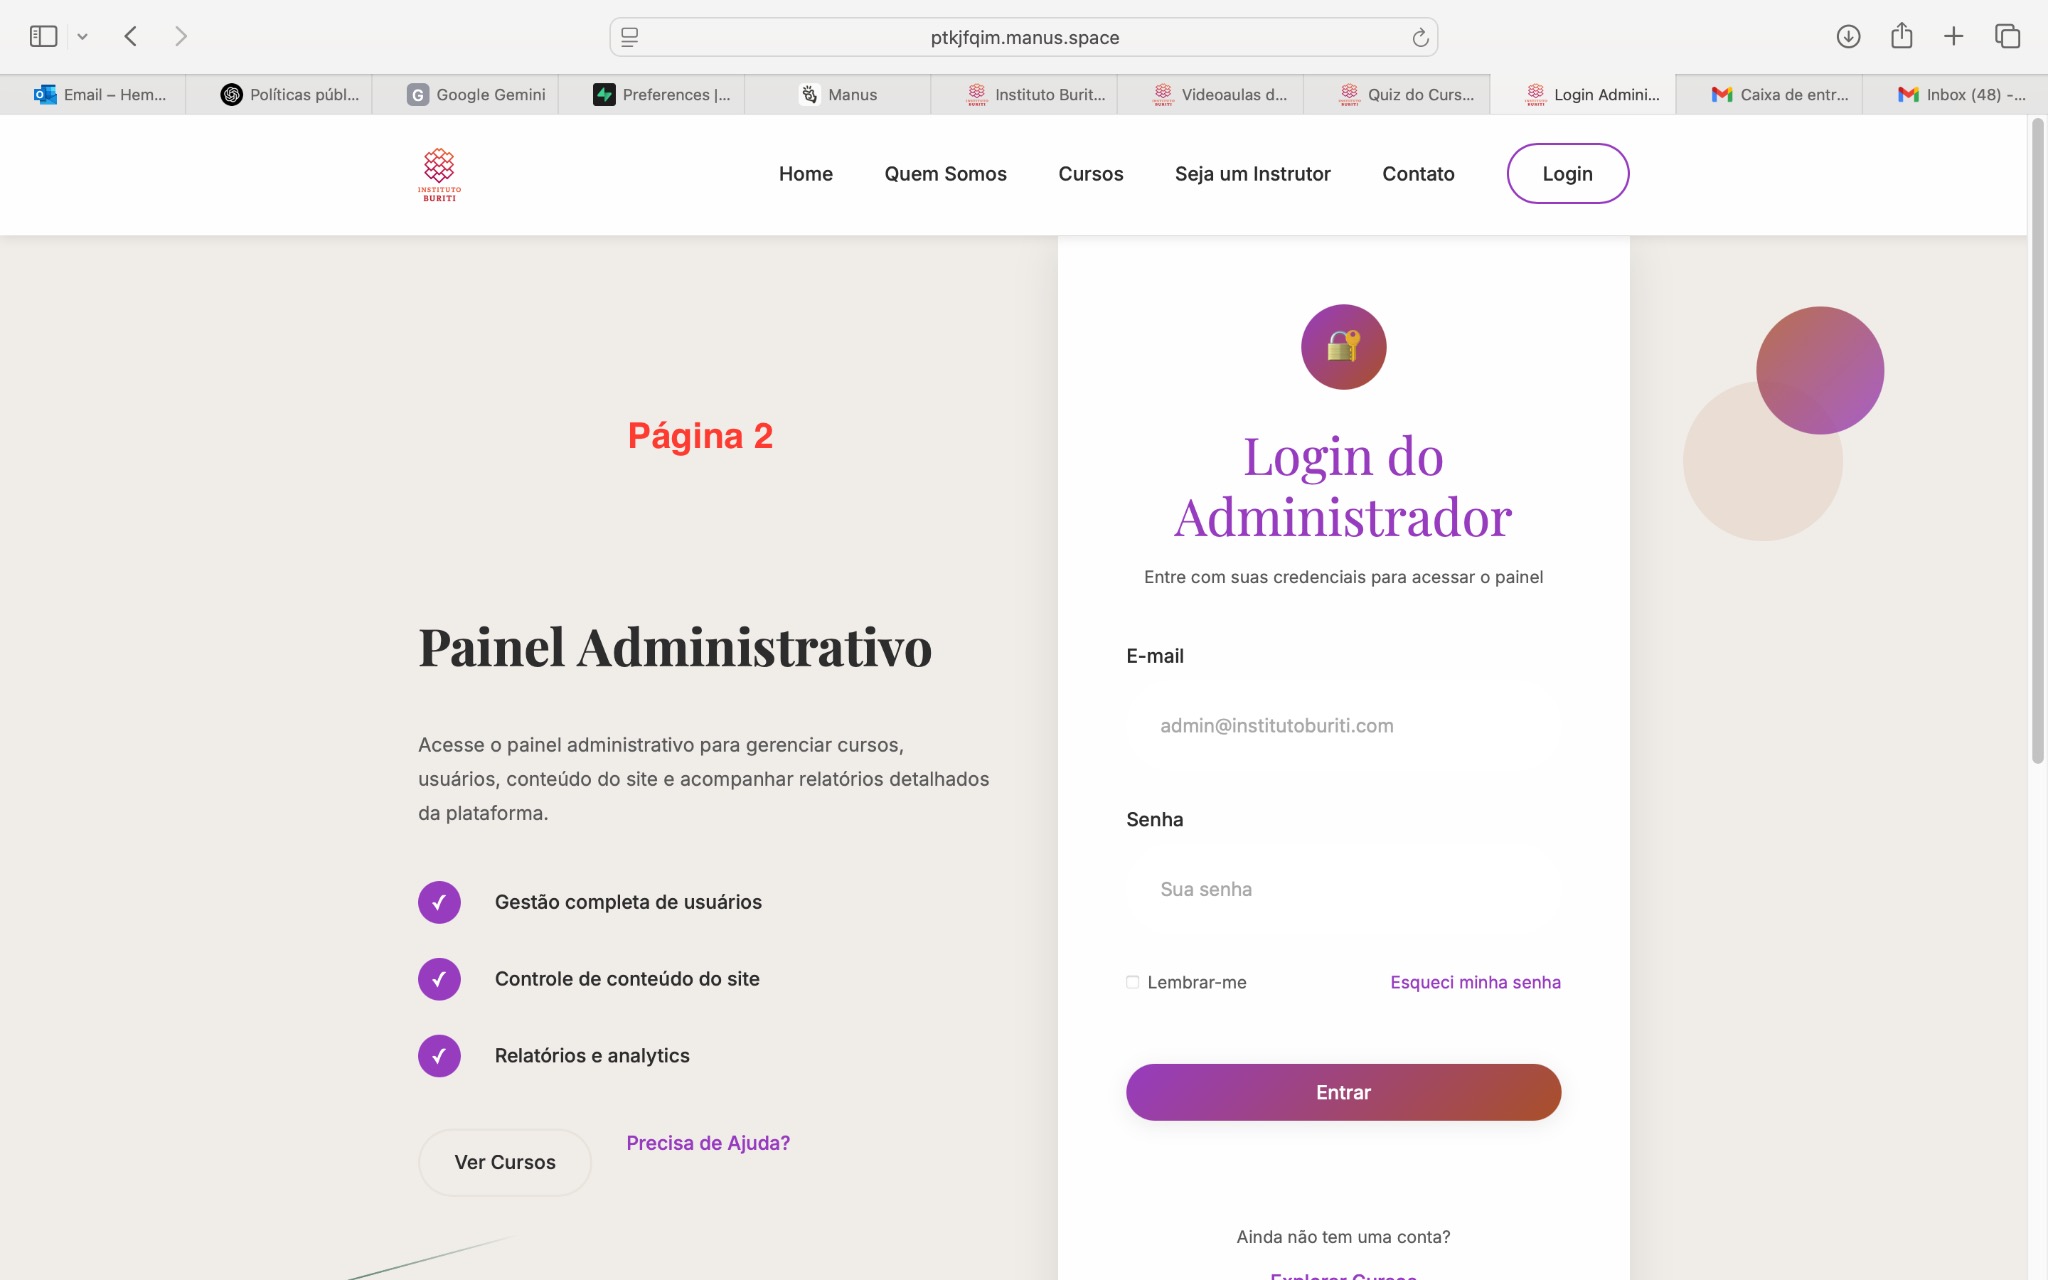 ptkjfqim.manus.space
Email – Hem...
Políticas públ...
Google Gemini
Preferences |...
Manus
Instituto Burit...
Videoaulas d...
Quiz do Curs...
Login Admini...
Caixa de entr...
Inbox (48) -...
INSTITUTO
BURITI
Home
Quem Somos
Cursos
Seja um Instrutor
Contato
Login
Página 2
Painel Administrativo
Acesse o painel administrativo para gerenciar cursos,
usuários, conteúdo do site e acompanhar relatórios detalhados
da plataforma.
Gestão completa de usuários
Controle de conteúdo do site
Relatórios e analytics
Ver Cursos
Precisa de Ajuda?
Login do
Administrador
Entre com suas credenciais para acessar o painel
E-mail
admin@institutoburiti.com
Senha
Sua senha
Lembrar-me
Esqueci minha senha
Entrar
Ainda não tem uma conta?
Explorar Cursos